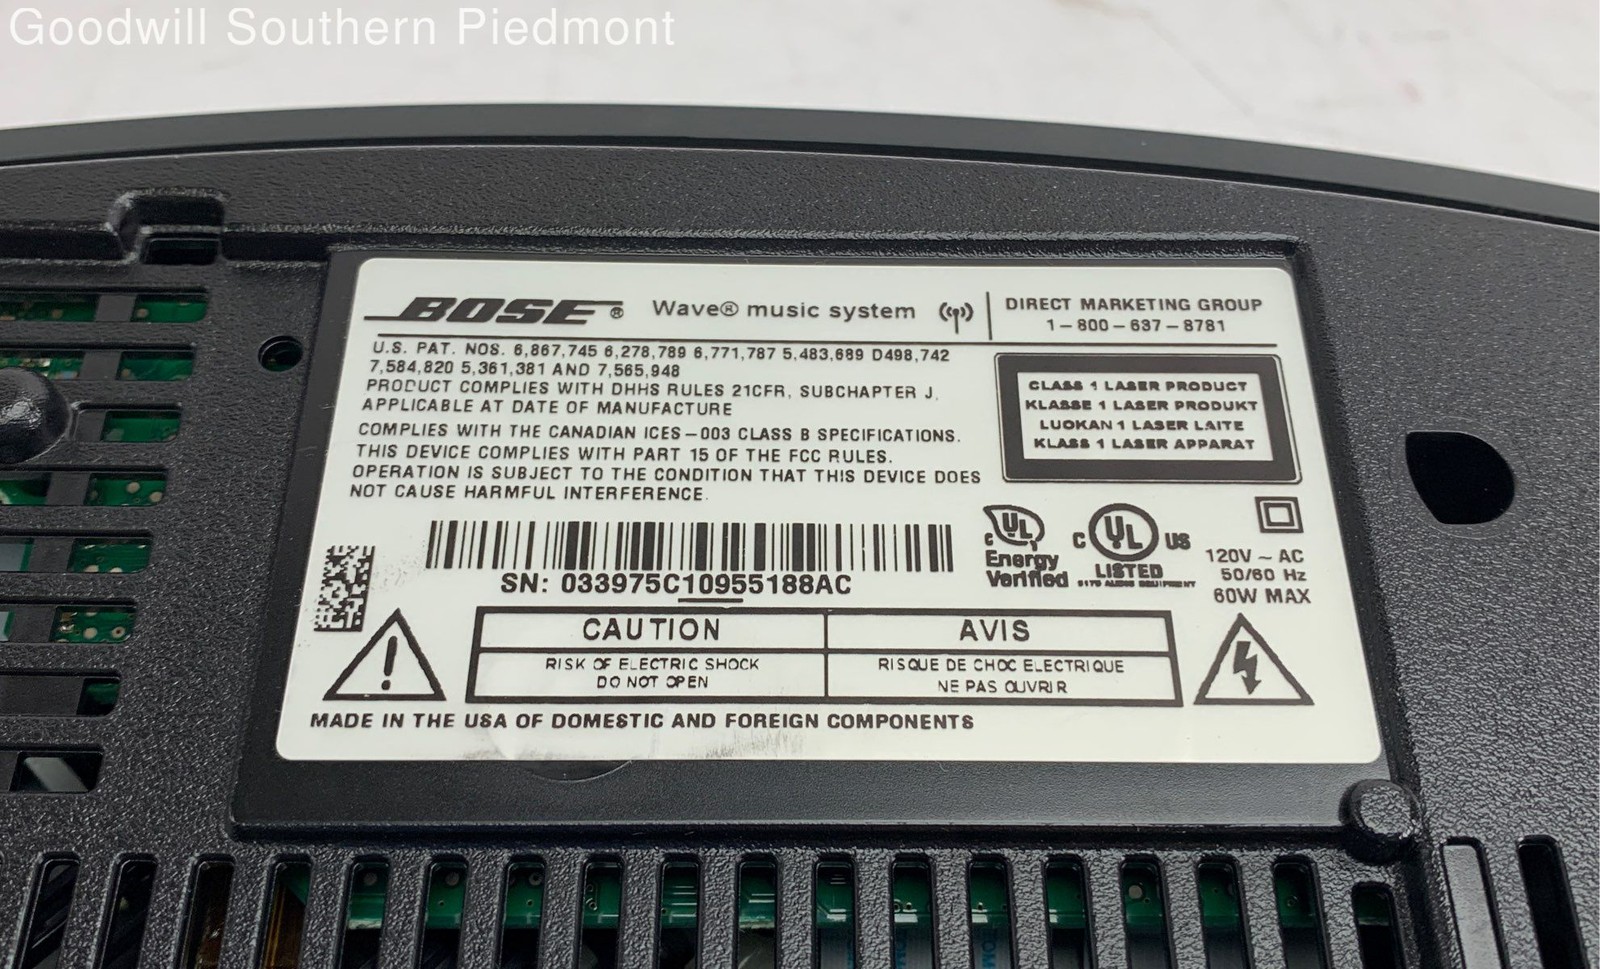 Goodwill Southern Piedmont
BOSE® Wave® music system
DIRECT MARKETING GROUP
1-800-637-8781
U.S. PAT. NOS. 6,867,745 6,278,789 6,771,787 5,483,689 D498,742
7,584,820 5,361,381 AND 7,565,948
PRODUCT COMPLIES WITH DHHS RULES 21CFR, SUBCHAPTER J,
APPLICABLE AT DATE OF MANUFACTURE
COMPLIES WITH THE CANADIAN ICES-003 CLASS B SPECIFICATIONS.
THIS DEVICE COMPLIES WITH PART 15 OF THE FCC RULES.
OPERATION IS SUBJECT TO THE CONDITION THAT THIS DEVICE DOES
NOT CAUSE HARMFUL INTERFERENCE.
CLASS 1 LASER PRODUCT
KLASSE 1 LASER PRODUKT
LUOKAN 1 LASER LAITE
KLASS 1 LASER APPARAT
SN: 033975C10955188AC
c UL
Energy
Verified
C UL US
LISTED
120V ~ AC
50/60 Hz
60W MAX
CAUTION
RISK OF ELECTRIC SHOCK
DO NOT OPEN
AVIS
RISQUE DE CHOC ELECTRIQUE
NE PAS OUVRIR
MADE IN THE USA OF DOMESTIC AND FOREIGN COMPONENTS